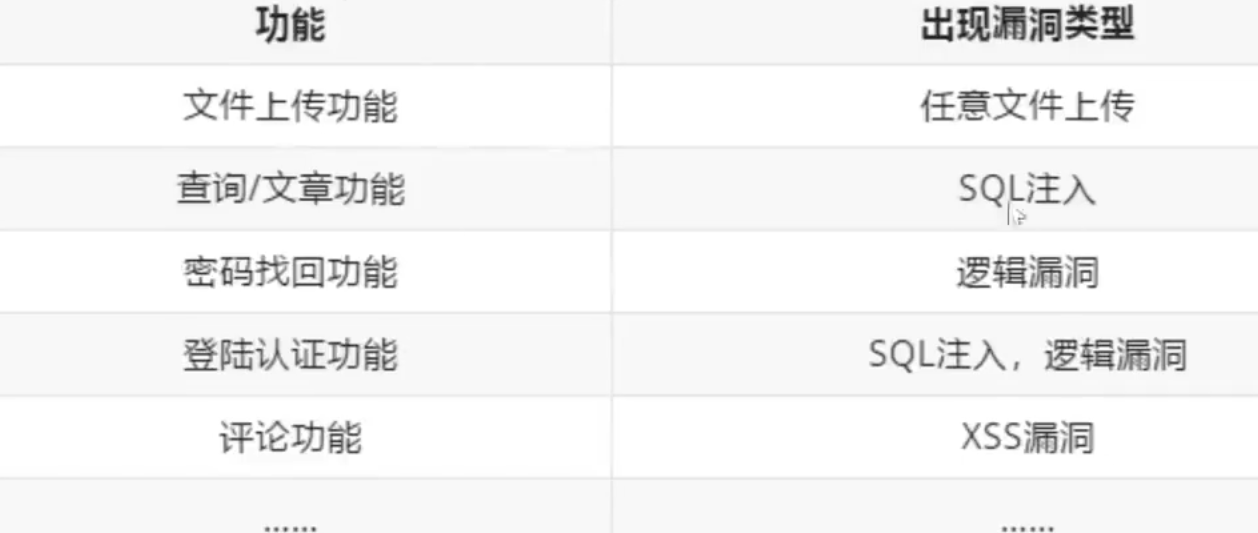 功能 出现漏洞类型
文件上传功能 任意文件上传
查询/文章功能 SQL注入
密码找回功能 逻辑漏洞
登陆认证功能 SQL注入，逻辑漏洞
评论功能 XSS漏洞
...... ......